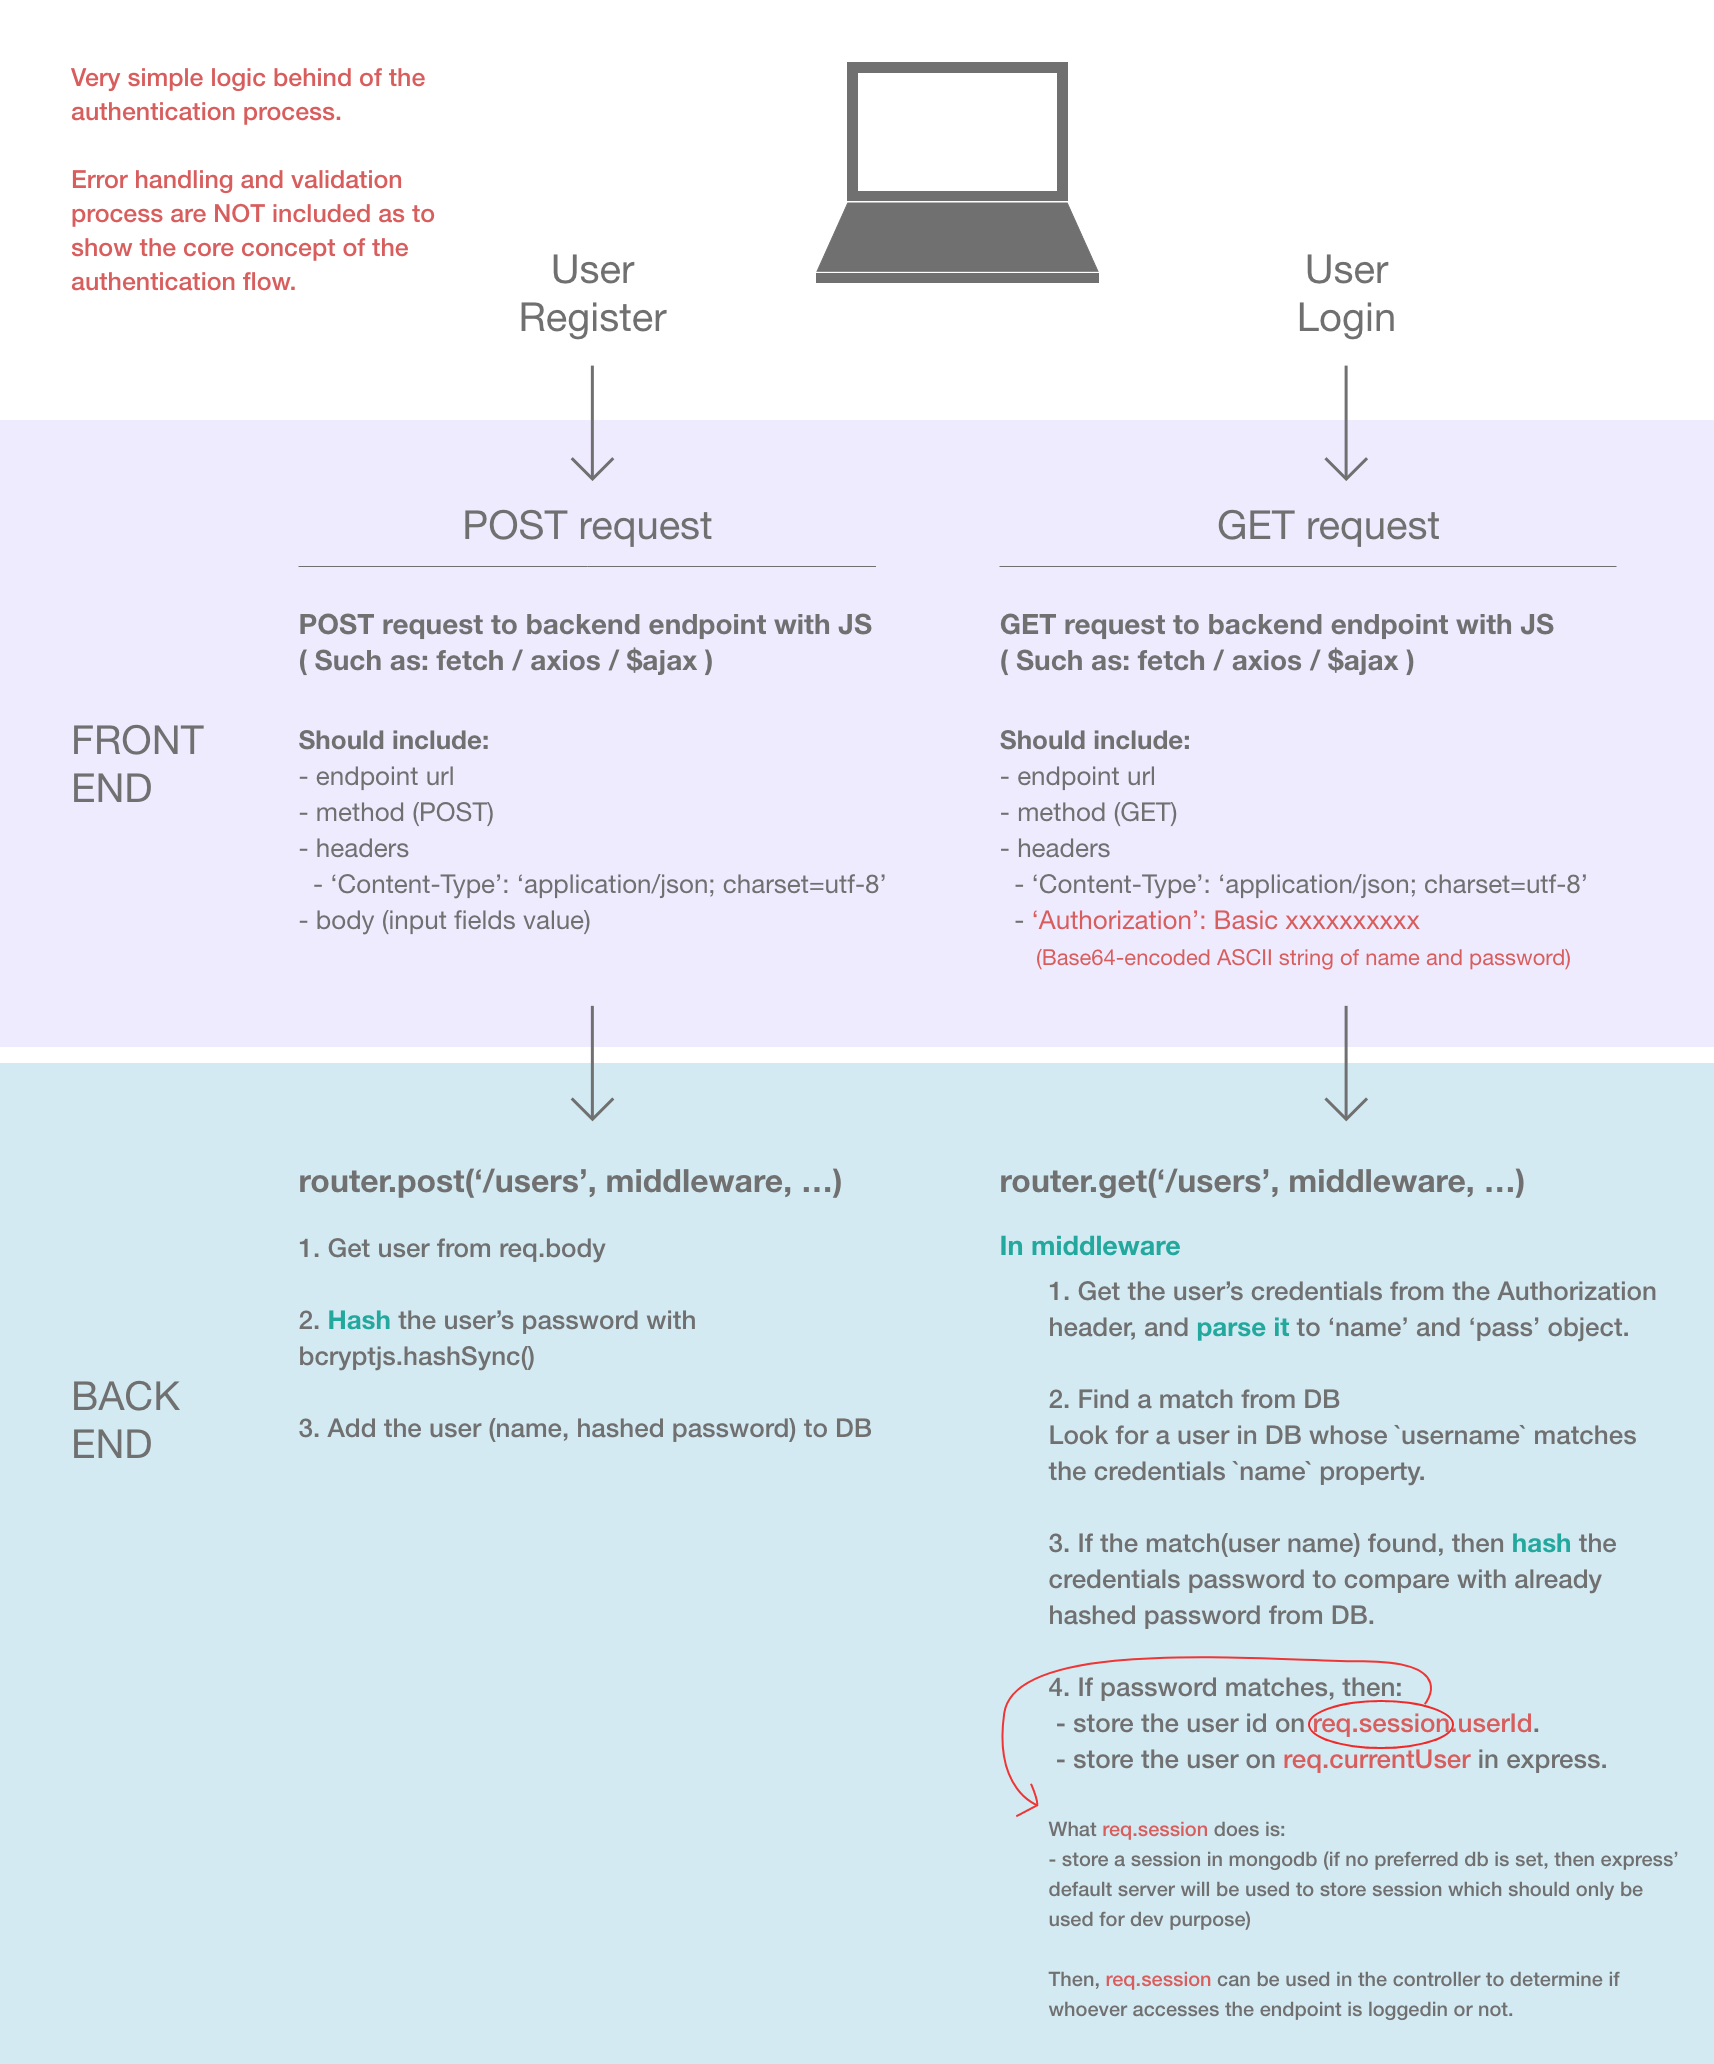 Very simple logic behind of the
authentication process.
Error handling and validation
process are NOT included as to
show the core concept of the
authentication flow.
User
Register
User
Login
FRONT
END
POST request
POST request to backend endpoint with JS
( Such as: fetch / axios / $ajax )
Should include:
- endpoint url
- method (POST)
- headers
- ‘Content-Type’: ‘application/json; charset=utf-8’
- body (input fields value)
GET request
GET request to backend endpoint with JS
( Such as: fetch / axios / $ajax )
Should include:
- endpoint url
- method (GET)
- headers
- ‘Content-Type’: ‘application/json; charset=utf-8’
- ‘Authorization’: Basic xxxxxxxxxx
(Base64-encoded ASCII string of name and password)
BACK
END
router.post(‘/users’, middleware, …)
1. Get user from req.body
2. Hash the user’s password with
bcryptjs.hashSync()
3. Add the user (name, hashed password) to DB
router.get(‘/users’, middleware, …)
In middleware
1. Get the user’s credentials from the Authorization
header, and parse it to ‘name’ and ‘pass’ object.
2. Find a match from DB
Look for a user in DB whose `username` matches
the credentials `name` property.
3. If the match(user name) found, then hash the
credentials password to compare with already
hashed password from DB.
4. If password matches, then:
- store the user id on req.session.userId.
- store the user on req.currentUser in express.
What req.session does is:
- store a session in mongodb (if no preferred db is set, then express’
default server will be used to store session which should only be
used for dev purpose)
Then, req.session can be used in the controller to determine if
whoever accesses the endpoint is loggedin or not.